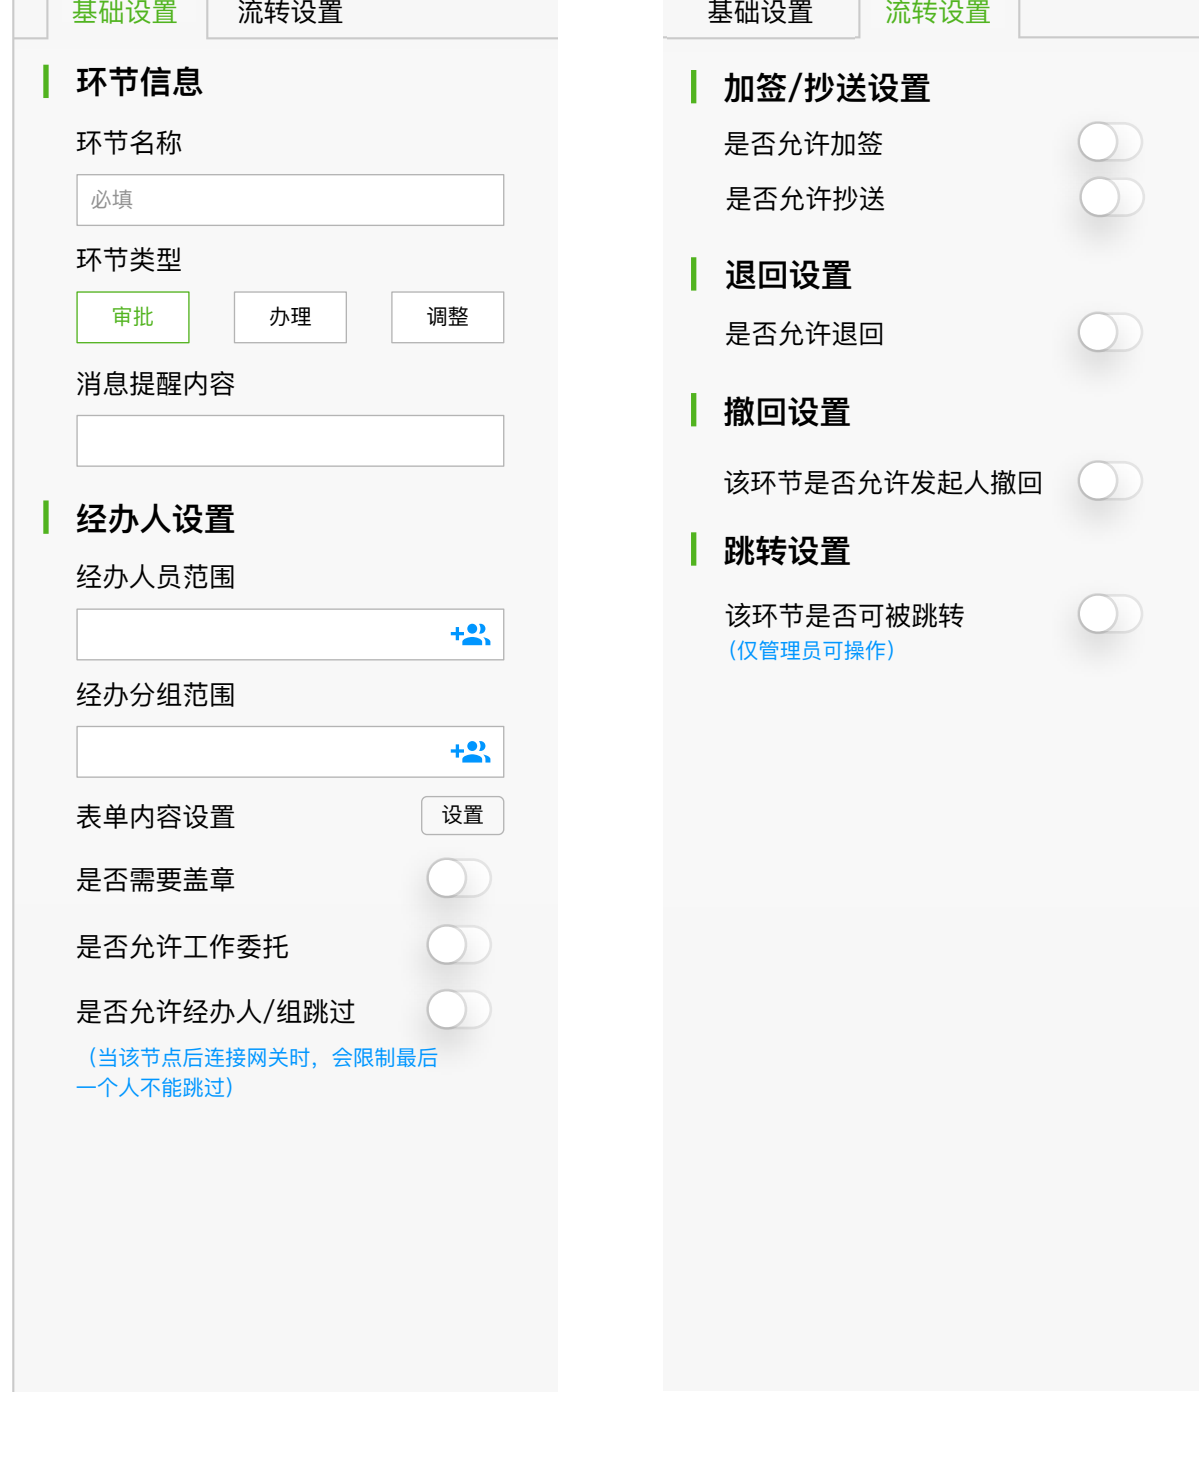 基础设置
流转设置
环节信息
环节名称
必填
环节类型
审批
办理
调整
消息提醒内容
经办人设置
经办人员范围
经办分组范围
表单内容设置
设置
是否需要盖章
是否允许工作委托
是否允许经办人/组跳过
（当该节点后连接网关时，会限制最后
一个人不能跳过）
基础设置
流转设置
加签/抄送设置
是否允许加签
是否允许抄送
退回设置
是否允许退回
撤回设置
该环节是否允许发起人撤回
跳转设置
该环节是否可被跳转
（仅管理员可操作）